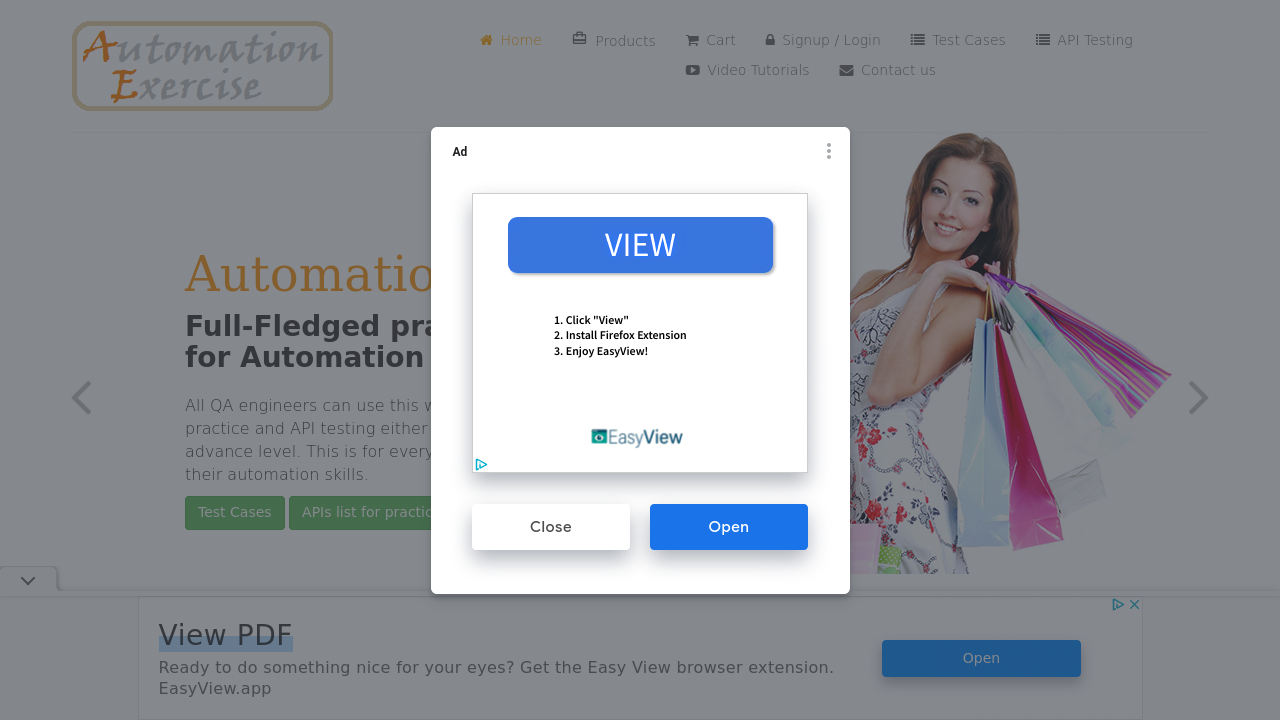 Automation
Exercise
Home
Products
Cart
Signup / Login
Test Cases
API Testing
Video Tutorials
Contact us
Ad
VIEW
1. Click "View"
2. Install Firefox Extension
3. Enjoy EasyView!
EasyView
Close
Open
Automatio
Full-Fledged pra
for Automation
All QA engineers can use this w
practice and API testing either
advance level. This is for every
their automation skills.
Test Cases
APIs list for practic
View PDF
Ready to do something nice for your eyes? Get the Easy View browser extension.
EasyView.app
Open